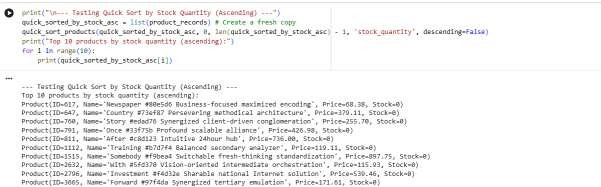 print("\n--- Testing Quick Sort by Stock Quantity (Ascending) ---")
quick_sorted_by_stock_asc = list(product_records) # Create a fresh copy
quick_sort_products(quick_sorted_by_stock_asc, 0, len(quick_sorted_by_stock_asc) - 1, 'stock_quantity', descending=False)
print("Top 10 products by stock quantity (ascending):")
for i in range(10):
    print(quick_sorted_by_stock_asc[i])
...
--- Testing Quick Sort by Stock Quantity (Ascending) ---
Top 10 products by stock quantity (ascending):
Product(ID=617, Name='Newspaper #80e5d6 Business-focused maximized encoding', Price=68.38, Stock=0)
Product(ID=647, Name='Country #73ef87 Persevering methodical architecture', Price=379.11, Stock=0)
Product(ID=760, Name='Story #edad76 Synergized client-driven conglomeration', Price=255.70, Stock=0)
Product(ID=791, Name='Once #33f75b Profound scalable alliance', Price=426.98, Stock=0)
Product(ID=811, Name='After #c8d123 Intuitive 24hour hub', Price=736.00, Stock=0)
Product(ID=1112, Name='Training #b7d7f4 Balanced secondary analyzer', Price=119.11, Stock=0)
Product(ID=1515, Name='Somebody #f9bea4 Switchable fresh-thinking standardization', Price=897.75, Stock=0)
Product(ID=2632, Name='With #5fd370 Vision-oriented intermediate orchestration', Price=115.93, Stock=0)
Product(ID=2796, Name='Investment #f4d32e Sharable national Internet solution', Price=539.46, Stock=0)
Product(ID=3665, Name='Forward #97f4da Synergized tertiary emulation', Price=171.61, Stock=0)